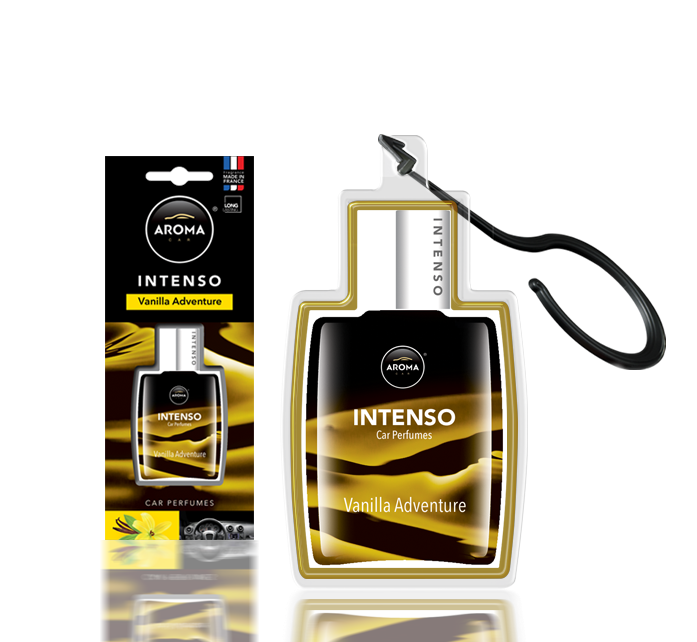 Fragrance
MADE IN
FRANCE
LONG
AROMA
CAR
®
INTENSO
Vanilla Adventure
INTENSO
AROMA
INTENSO
Car Perfumes
Vanilla Adventure
CAR PERFUMES
INTENSO
AROMA
CAR
®
INTENSO
Car Perfumes
Vanilla Adventure